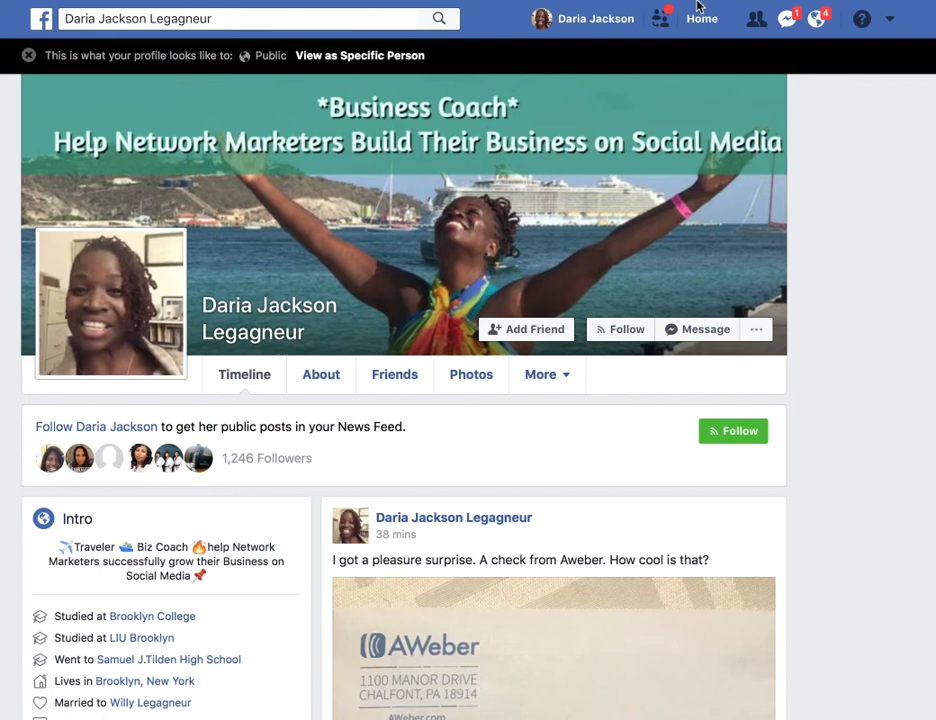 Daria Jackson Legagneur
Daria Jackson
Home
1
4
This is what your profile looks like to: Public View as Specific Person
*Business Coach*
Help Network Marketers Build Their Business on Social Media
Daria Jackson
Legagneur
Add Friend
Follow
Message
Timeline
About
Friends
Photos
More
Follow Daria Jackson to get her public posts in your News Feed.
Follow
1,246 Followers
Intro
Traveler Biz Coach help Network
Marketers successfully grow their Business on
Social Media
Studied at Brooklyn College
Studied at LIU Brooklyn
Went to Samuel J.Tilden High School
Lives in Brooklyn, New York
Married to Willy Legagneur
Daria Jackson Legagneur
38 mins
I got a pleasure surprise. A check from Aweber. How cool is that?
AWeber
1100 MANOR DRIVE
CHALFONT, PA 18914
AWeber.com